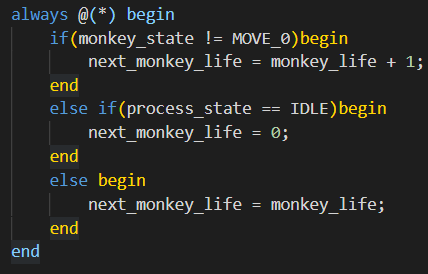 always @(*) begin
    if(monkey_state != MOVE_0)begin
        next_monkey_life = monkey_life + 1;
    end
    else if(process_state == IDLE)begin
        next_monkey_life = 0;
    end
    else begin
        next_monkey_life = monkey_life;
    end
end